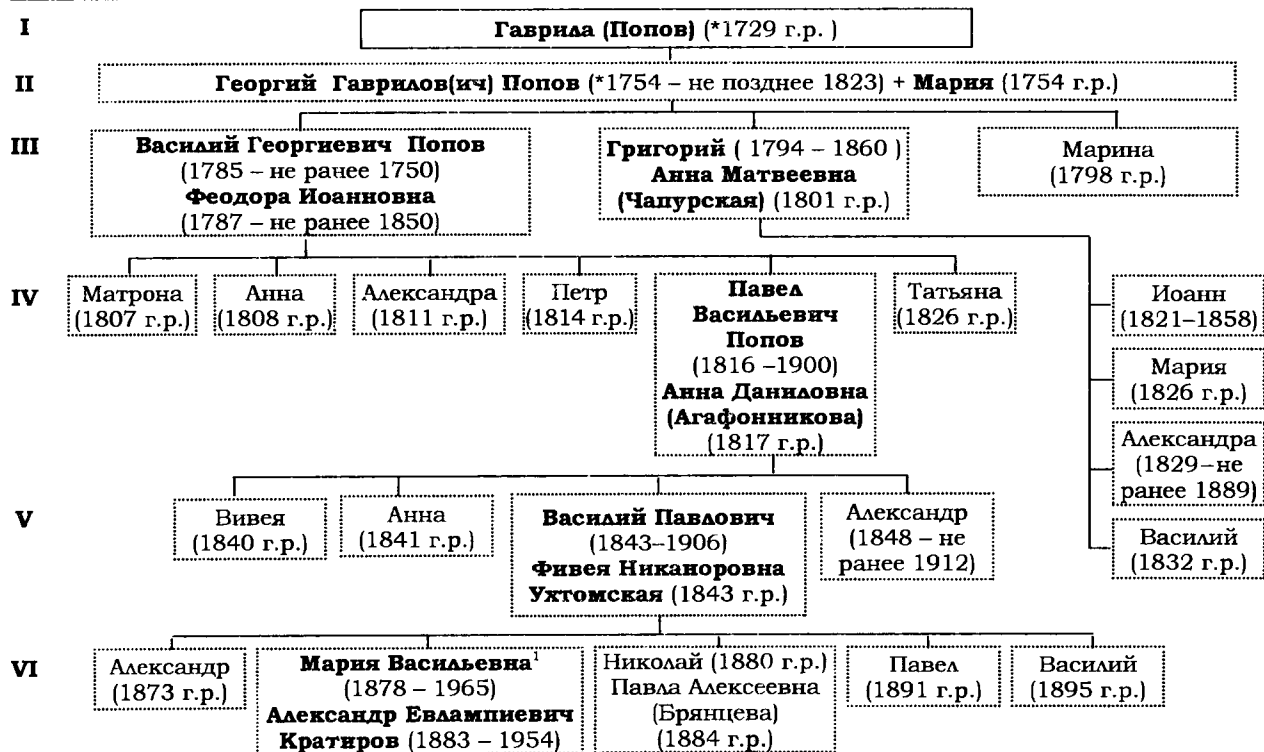 I
Гаврила (Попов) (*1729 г.р. )
II
Георгий Гаврилов(ич) Попов (*1754 – не позднее 1823) + Мария (1754 г.р.)
III
Василий Георгиевич Попов
(1785 – не ранее 1750)
Феодора Иоанновна
(1787 – не ранее 1850)
Григорий ( 1794 – 1860 )
Анна Матвеевна
(Чапурская) (1801 г.р.)
Марина
(1798 г.р.)
IV
Матрона
(1807 г.р.)
Анна
(1808 г.р.)
Александра
(1811 г.р.)
Петр
(1814 г.р.)
Павел
Васильевич
Попов
(1816 –1900)
Анна Даниловна
(Агафонникова)
(1817 г.р.)
Татьяна
(1826 г.р.)
Иоанн
(1821–1858)
Мария
(1826 г.р.)
Александра
(1829–не
ранее 1889)
Василий
(1832 г.р.)
V
Вивея
(1840 г.р.)
Анна
(1841 г.р.)
Василий Павлович
(1843–1906)
Фивея Никаноровна
Ухтомская (1843 г.р.)
Александр
(1848 – не
ранее 1912)
VI
Александр
(1873 г.р.)
Мария Васильевна¹
(1878 – 1965)
Александр Евлампиевич
Кратиров (1883 – 1954)
Николай (1880 г.р.)
Павла Алексеевна
(Брянцева)
(1884 г.р.)
Павел
(1891 г.р.)
Василий
(1895 г.р.)